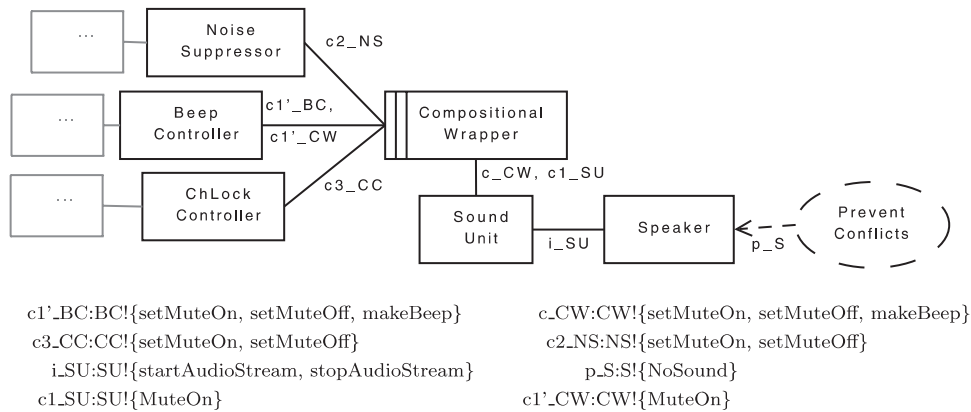 ...
Noise
Suppressor
c2_NS
...
Beep
Controller
c1'_BC,
c1'_CW
Compositional
Wrapper
...
ChLock
Controller
c3_CC
c_CW, c1_SU
Sound
Unit
i_SU
Speaker
p_S
Prevent
Conflicts
c1'_BC:BC!{setMuteOn, setMuteOff, makeBeep}
c_CW:CW!{setMuteOn, setMuteOff, makeBeep}
c3_CC:CC!{setMuteOn, setMuteOff}
c2_NS:NS!{setMuteOn, setMuteOff}
i_SU:SU!{startAudioStream, stopAudioStream}
p_S:S!{NoSound}
c1_SU:SU!{MuteOn}
c1'_CW:CW!{MuteOn}